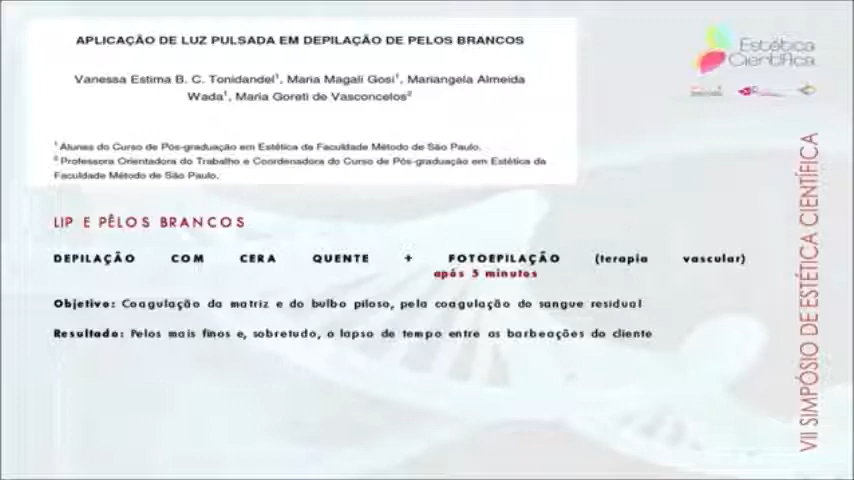 APLICAÇÃO DE LUZ PULSADA EM DEPILAÇÃO DE PELOS BRANCOS
Vanessa Estima B. C. Tonidandel¹, Maria Magali Gosi¹, Mariangela Almeida
Wada¹, Maria Goreti de Vasconcelos²
¹ Alunas do Curso de Pós-graduação em Estética da Faculdade Método de São Paulo.
² Professora Orientadora do Trabalho e Coordenadora do Curso de Pós-graduação em Estética da
Faculdade Método de São Paulo.
Estética
Científica
LIP E PÊLOS BRANCOS
DEPILAÇÃO COM CERA QUENTE + FOTOEPILAÇÃO (terapia vascular)
após 5 minutos
Objetivo: Coagulação da matriz e do bulbo piloso, pela coagulação do sangue residual
Resultado: Pelos mais finos e, sobretudo, o lapso de tempo entre as barbeações do cliente
VII SIMPÓSIO DE ESTÉTICA CIENTÍFICA